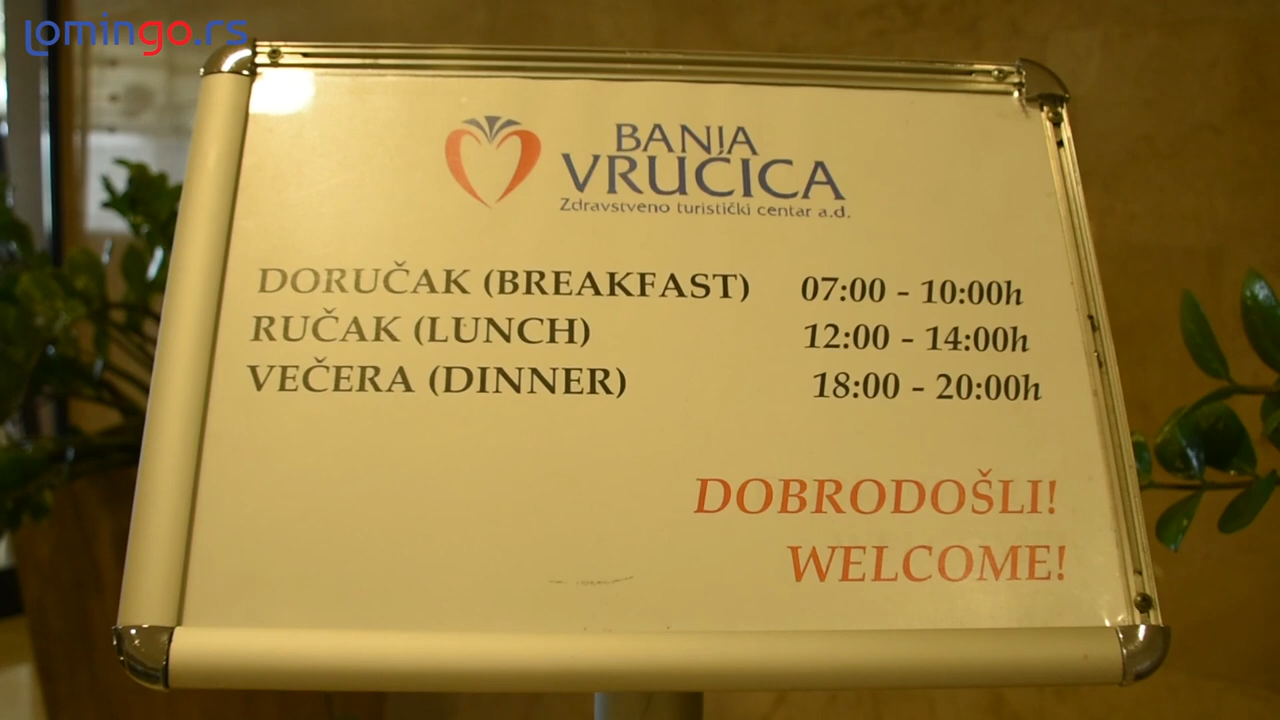 lomingo.rs
BANJA
VRUĆICA
Zdravstveno turistički centar a.d.
DORUČAK (BREAKFAST) 07:00 - 10:00h
RUČAK (LUNCH) 12:00 - 14:00h
VEČERA (DINNER) 18:00 - 20:00h
DOBRODOŠLI!
WELCOME!